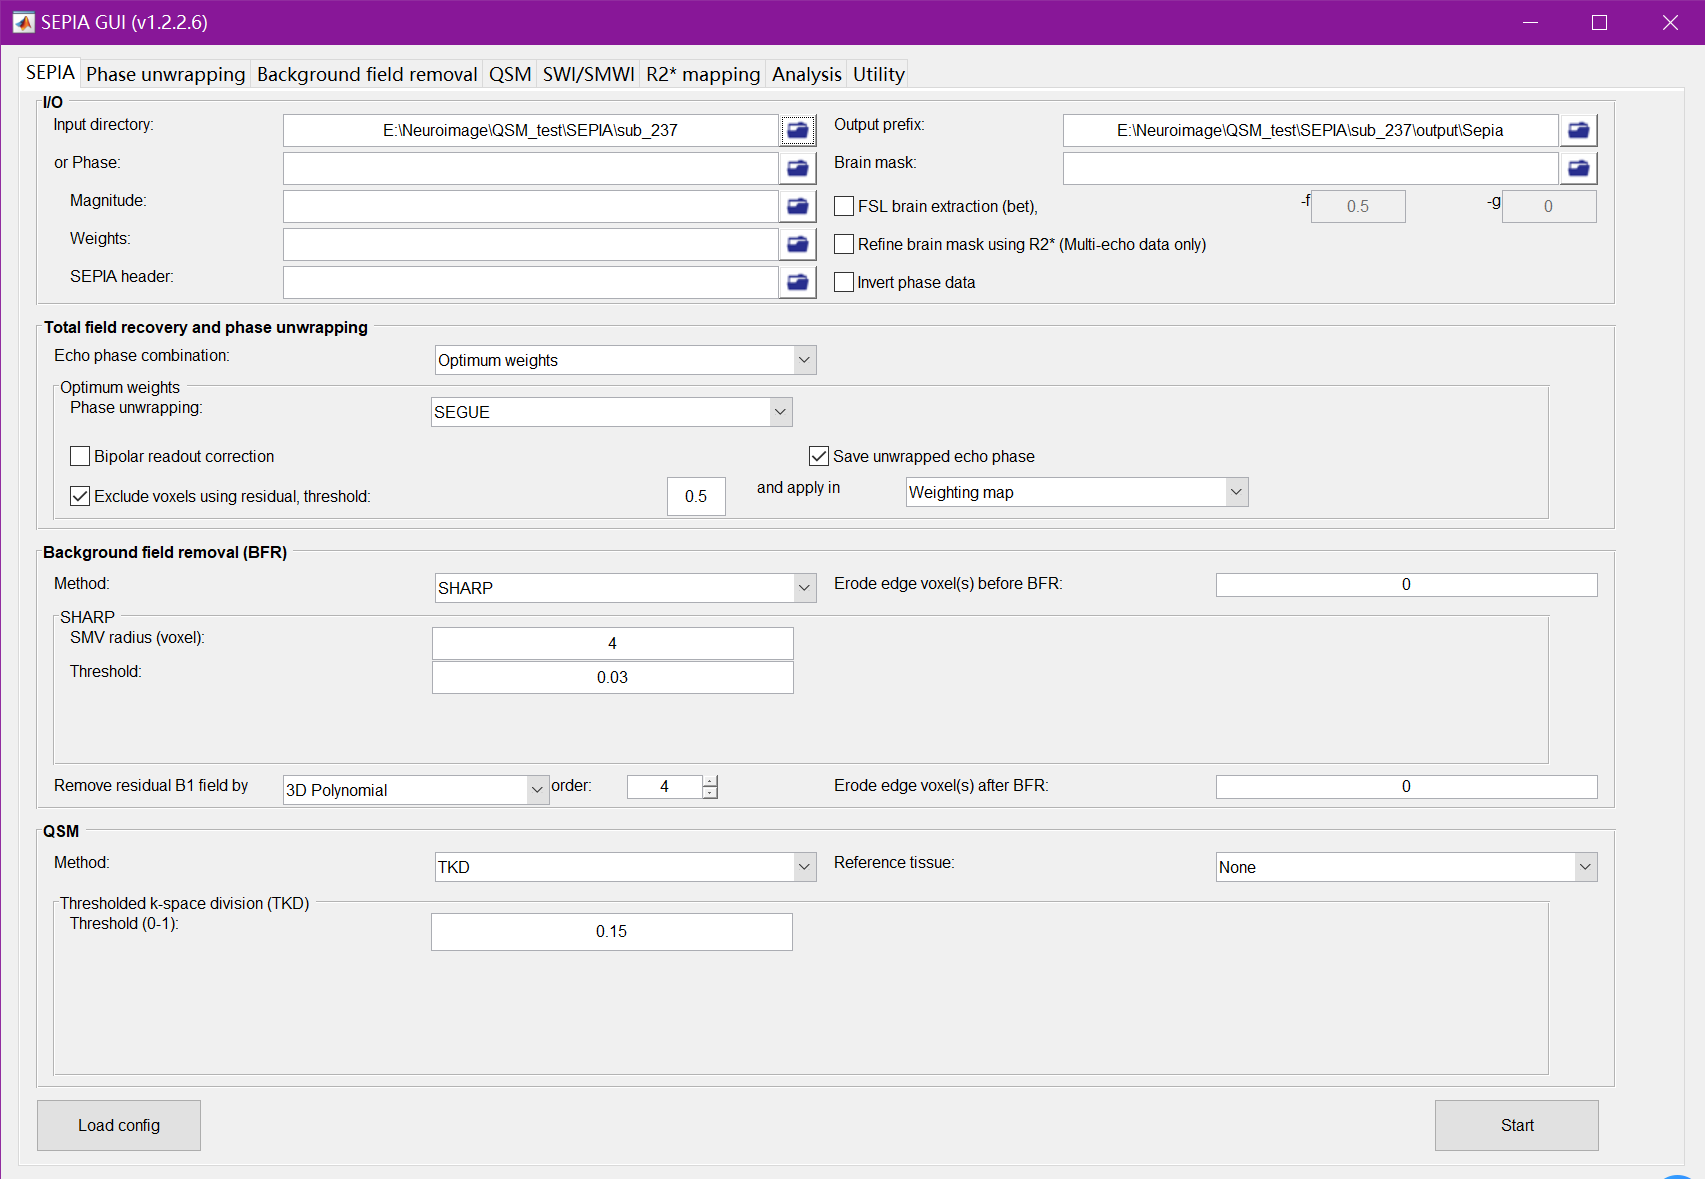 SEPIA GUI (v1.2.2.6)
SEPIA Phase unwrapping Background field removal QSM SWI/SMWI R2* mapping Analysis Utility
I/O
Input directory: E:\Neuroimage\QSM_test\SEPIA\sub_237 Output prefix: E:\Neuroimage\QSM_test\SEPIA\sub_237\output\Sepia
or Phase: Brain mask:
Magnitude: FSL brain extraction (bet), -f 0.5 -g 0
Weights: Refine brain mask using R2* (Multi-echo data only)
SEPIA header: Invert phase data
Total field recovery and phase unwrapping
Echo phase combination: Optimum weights
Optimum weights
Phase unwrapping: SEGUE
Bipolar readout correction Save unwrapped echo phase
Exclude voxels using residual, threshold: 0.5 and apply in Weighting map
Background field removal (BFR)
Method: SHARP Erode edge voxel(s) before BFR: 0
SHARP
SMV radius (voxel): 4
Threshold: 0.03
Remove residual B1 field by 3D Polynomial order: 4 Erode edge voxel(s) after BFR: 0
QSM
Method: TKD Reference tissue: None
Thresholded k-space division (TKD)
Threshold (0-1): 0.15
Load config Start